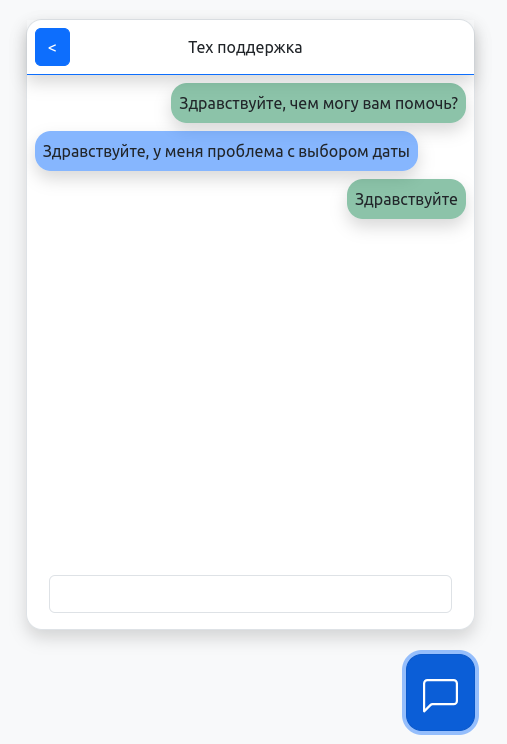 <
Тех поддержка
Здравствуйте, чем могу вам помочь?
Здравствуйте, у меня проблема с выбором даты
Здравствуйте